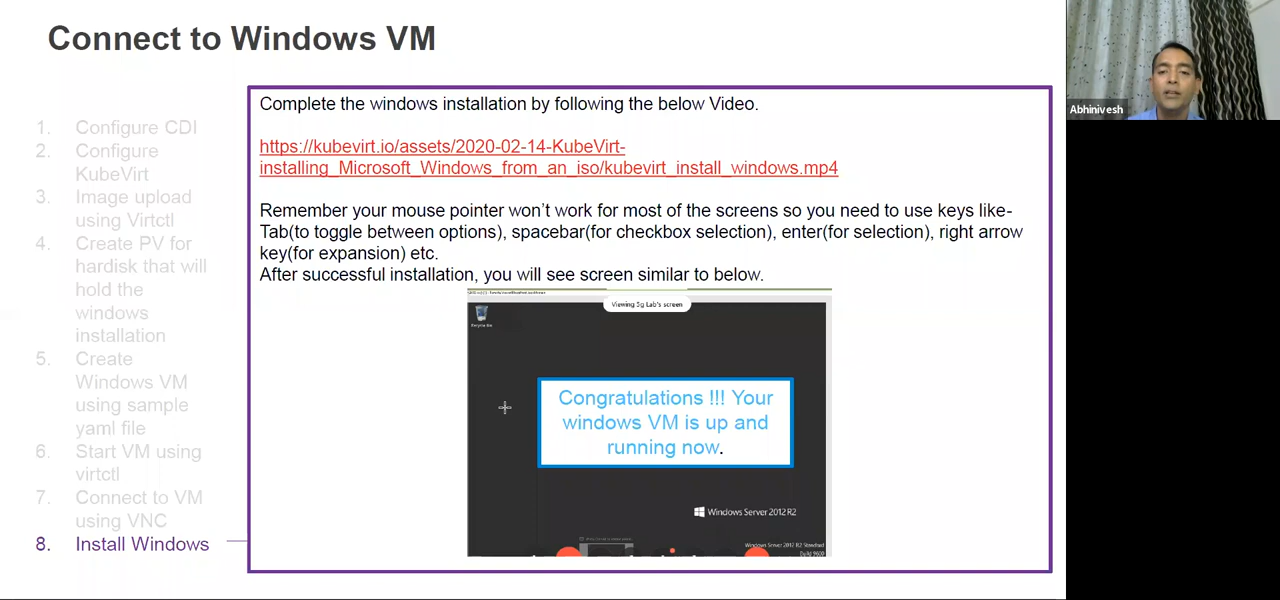 Connect to Windows VM
Abhinivesh
1. Configure CDI
2. Configure
KubeVirt
3. Image upload
using Virtctl
4. Create PV for
hardisk that will
hold the
windows
installation
5. Create
Windows VM
using sample
yaml file
6. Start VM using
virtctl
7. Connect to VM
using VNC
8. Install Windows
Complete the windows installation by following the below Video.
https://kubevirt.io/assets/2020-02-14-KubeVirt-
installing_Microsoft_Windows_from_an_iso/kubevirt_install_windows.mp4
Remember your mouse pointer won't work for most of the screens so you need to use keys like-
Tab(to toggle between options), spacebar(for checkbox selection), enter(for selection), right arrow
key(for expansion) etc.
After successful installation, you will see screen similar to below.
Viewing 5g Lab's screen
Recycle Bin
Congratulations !!! Your
windows VM is up and
running now.
Windows Server 2012 R2
Windows Server 2012 R2 Standard
Build 9600